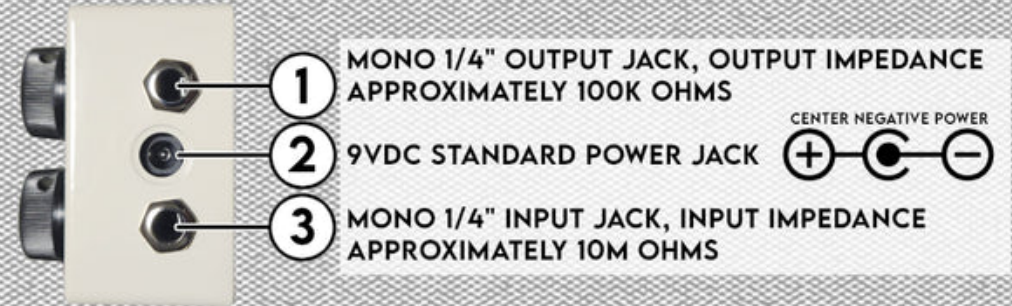 1
MONO 1/4" OUTPUT JACK, OUTPUT IMPEDANCE
APPROXIMATELY 100K OHMS
CENTER NEGATIVE POWER
2
9VDC STANDARD POWER JACK
+ −
3
MONO 1/4" INPUT JACK, INPUT IMPEDANCE
APPROXIMATELY 10M OHMS